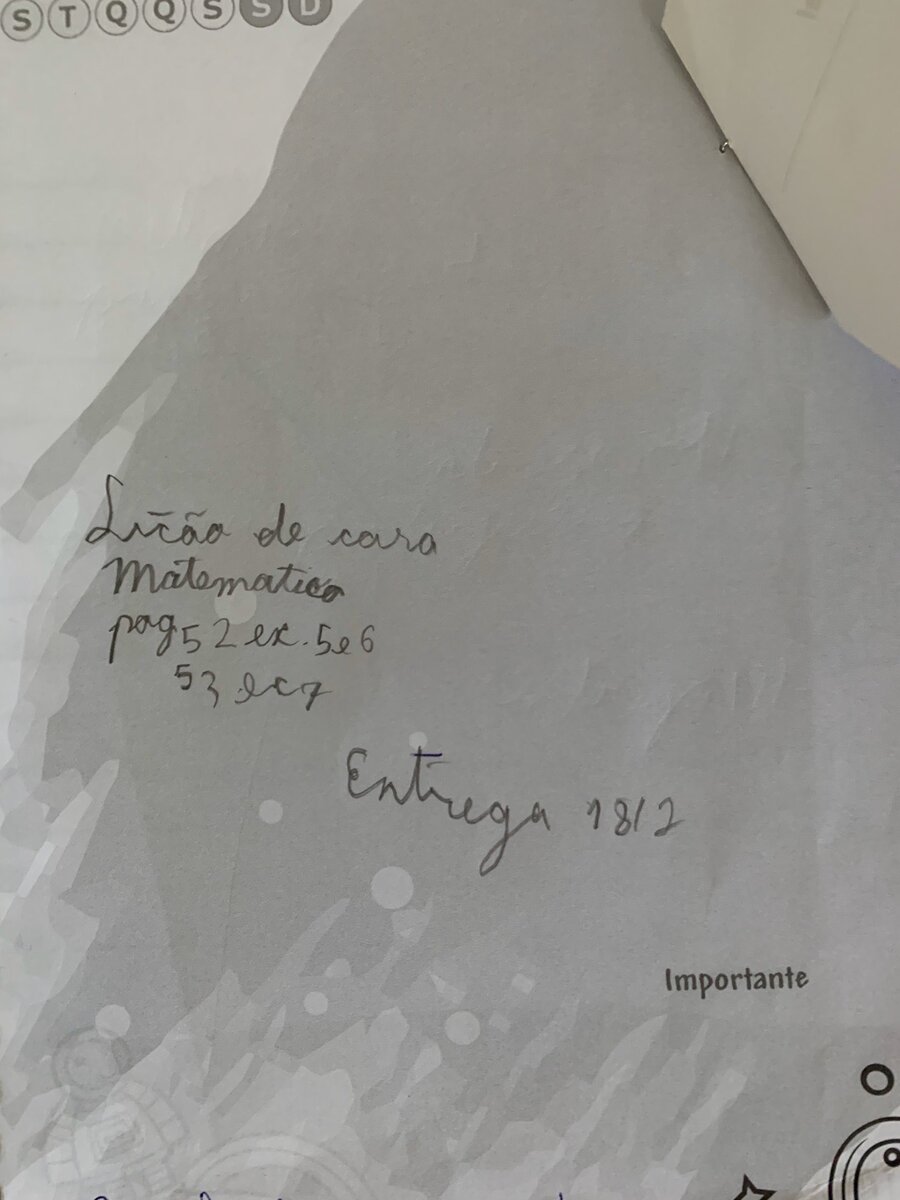 S T Q Q S S D
Lição de casa
Matematica
pag 52 ex. 5 e 6
53 ex 7
Entrega 18/2
Importante